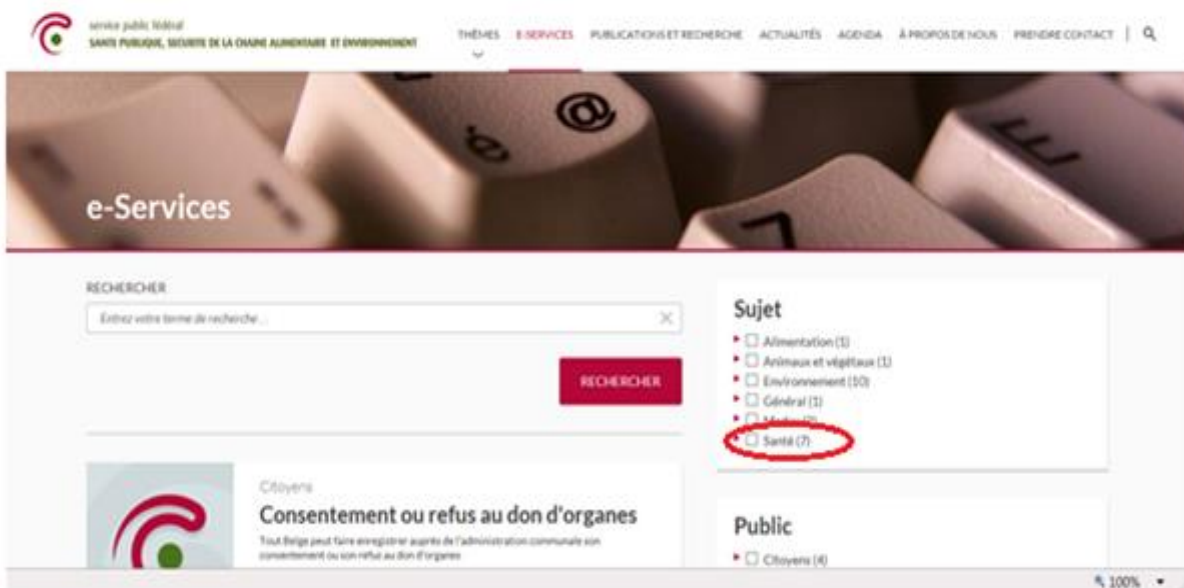 service public fédéral
SANTE PUBLIQUE, SECURITE DE LA CHAINE ALIMENTAIRE ET ENVIRONNEMENT
THÈMES E-SERVICES PUBLICATIONS ET RECHERCHE ACTUALITÉS AGENDA À PROPOS DE NOUS PRENDRE CONTACT
@
é
F
7
e-Services
RECHERCHER
Entrez votre terme de recherche ...
RECHERCHER
Sujet
Alimentation (1)
Animaux et végétaux (1)
Environnement (10)
Général (1)
Santé (7)
Citoyens
Consentement ou refus au don d'organes
Tout Belge peut faire enregistrer auprès de l'administration communale son
consentement ou son refus au don d'organes
Public
Citoyens (4)
100%